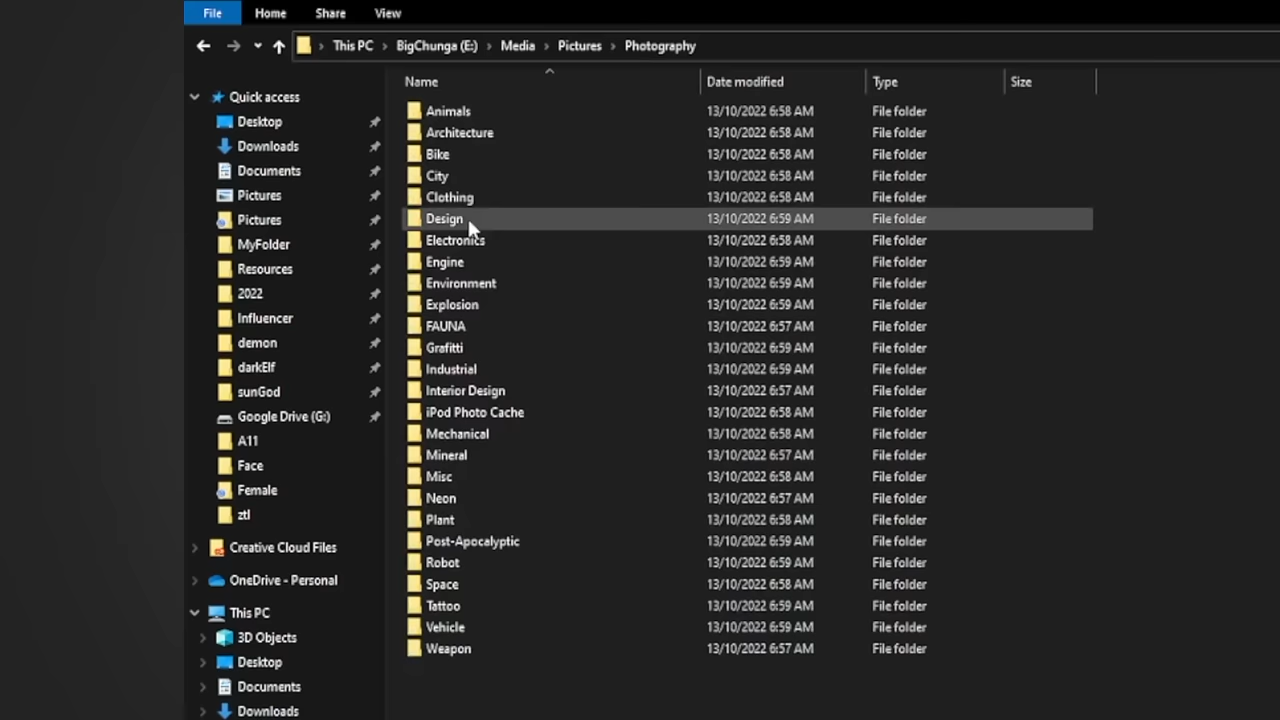 File Home Share View
This PC BigChunga (E:) Media Pictures Photography
Name Date modified Type Size
Quick access
Desktop
Downloads
Documents
Pictures
Pictures
MyFolder
Resources
2022
Influencer
demon
darkElf
sunGod
Google Drive (G:)
A11
Face
Female
ztl
Creative Cloud Files
OneDrive - Personal
This PC
3D Objects
Desktop
Documents
Downloads
Animals 13/10/2022 6:58 AM File folder
Architecture 13/10/2022 6:58 AM File folder
Bike 13/10/2022 6:58 AM File folder
City 13/10/2022 6:58 AM File folder
Clothing 13/10/2022 6:58 AM File folder
Design 13/10/2022 6:59 AM File folder
Electronics 13/10/2022 6:58 AM File folder
Engine 13/10/2022 6:59 AM File folder
Environment 13/10/2022 6:59 AM File folder
Explosion 13/10/2022 6:59 AM File folder
FAUNA 13/10/2022 6:57 AM File folder
Grafitti 13/10/2022 6:59 AM File folder
Industrial 13/10/2022 6:59 AM File folder
Interior Design 13/10/2022 6:57 AM File folder
iPod Photo Cache 13/10/2022 6:58 AM File folder
Mechanical 13/10/2022 6:58 AM File folder
Mineral 13/10/2022 6:57 AM File folder
Misc 13/10/2022 6:58 AM File folder
Neon 13/10/2022 6:57 AM File folder
Plant 13/10/2022 6:58 AM File folder
Post-Apocalyptic 13/10/2022 6:59 AM File folder
Robot 13/10/2022 6:59 AM File folder
Space 13/10/2022 6:58 AM File folder
Tattoo 13/10/2022 6:59 AM File folder
Vehicle 13/10/2022 6:59 AM File folder
Weapon 13/10/2022 6:57 AM File folder